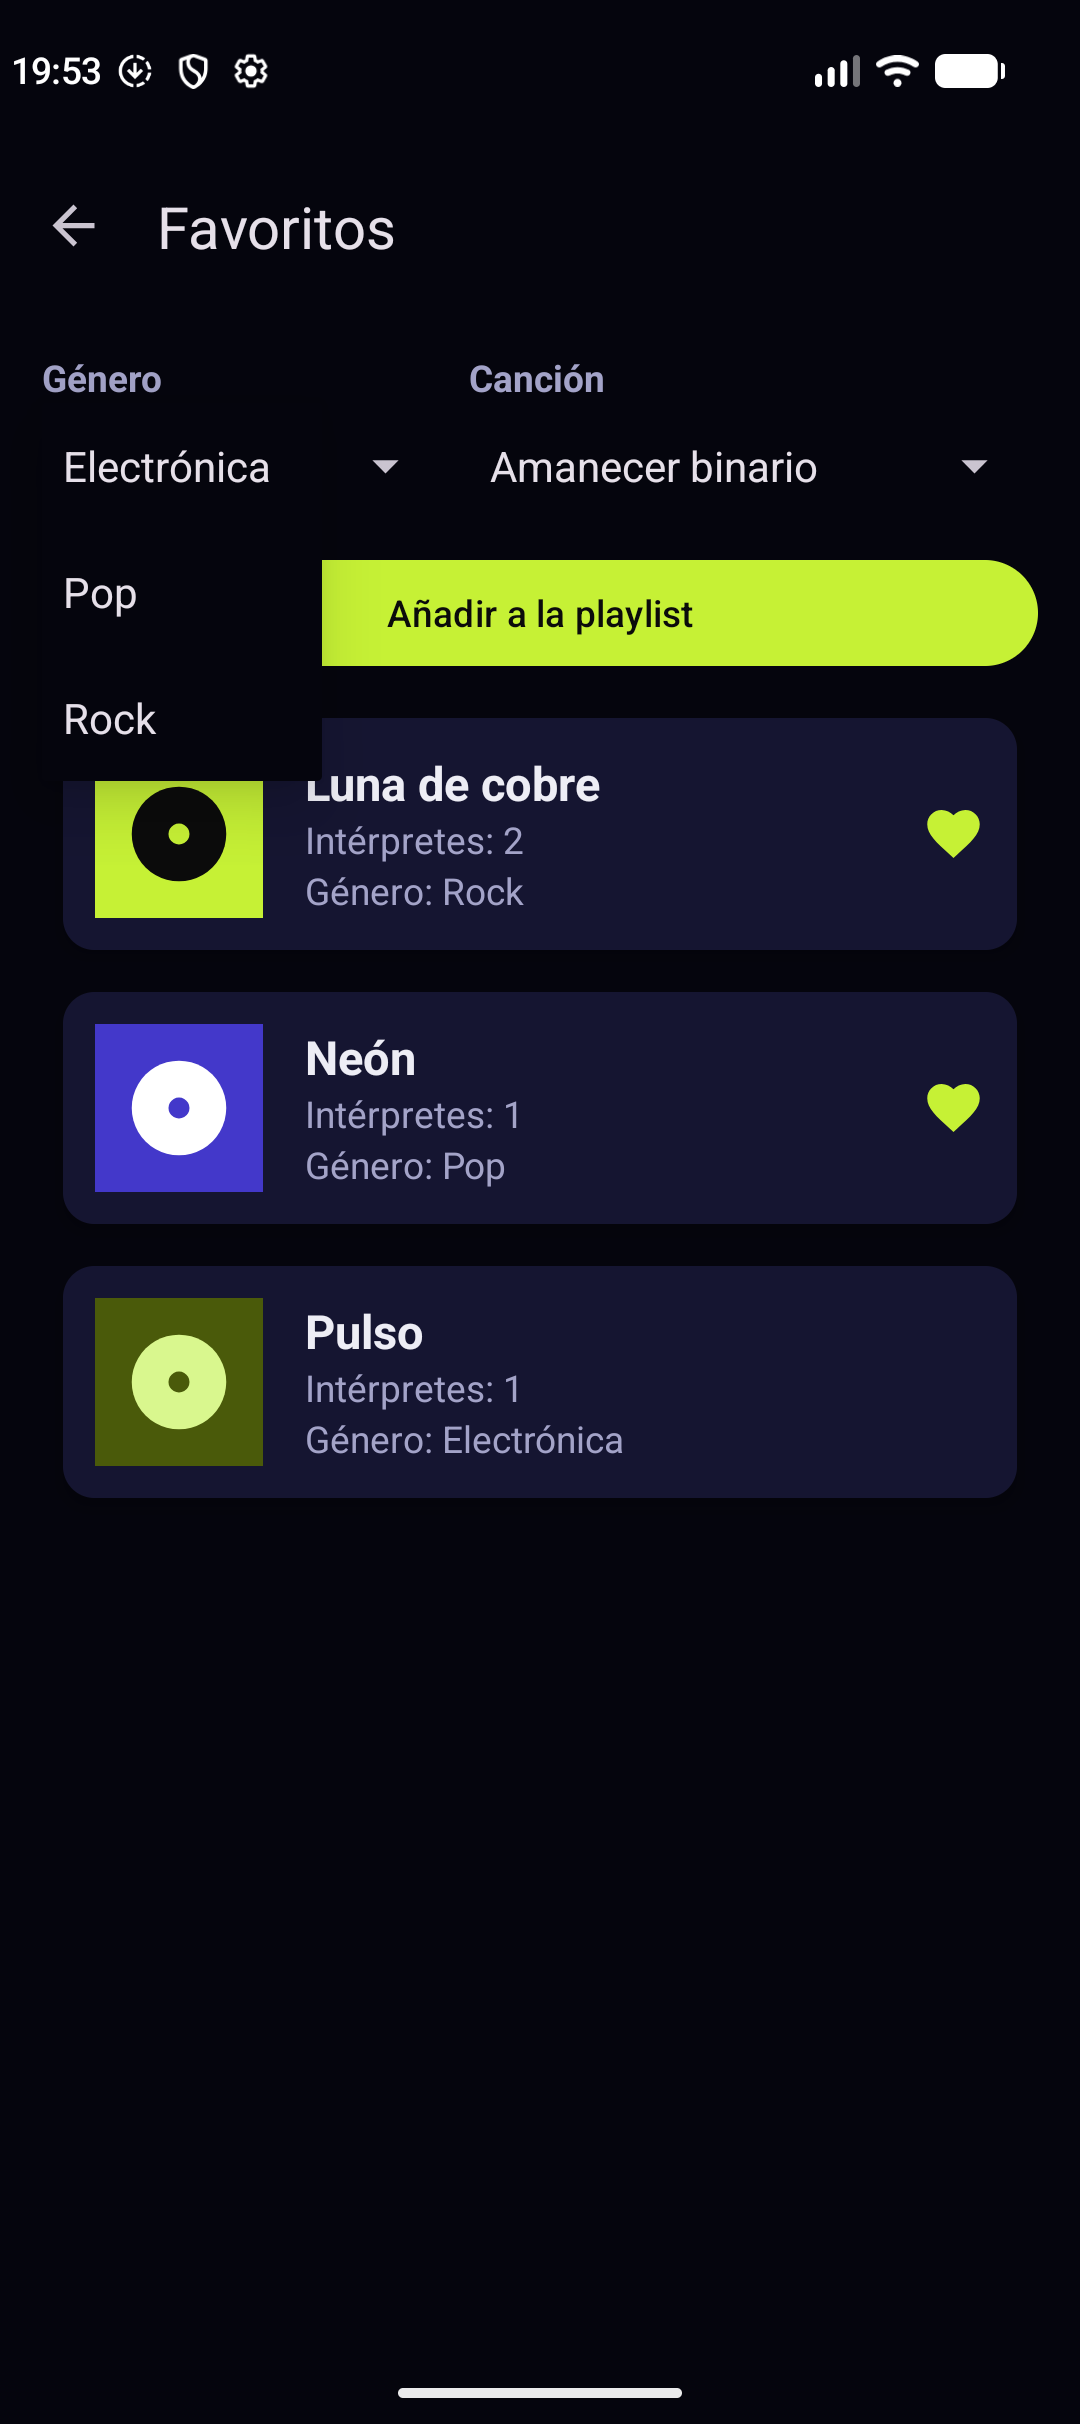 19:53
Favoritos
Género
Canción
Electrónica
Amanecer binario
Pop
Añadir a la playlist
Rock
Luna de cobre
Intérpretes: 2
Género: Rock
Neón
Intérpretes: 1
Género: Pop
Pulso
Intérpretes: 1
Género: Electrónica